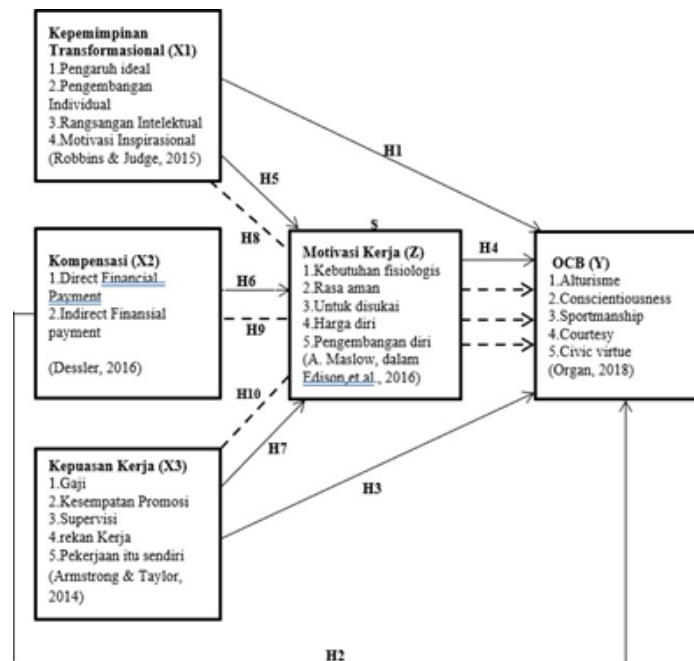 Kepemimpinan
Transformasional (X1)
1.Pengaruh ideal
2.Pengembangan
Individual
3.Rangsangan Intelektual
4.Motivasi Inspirasional
(Robbins & Judge, 2015)
H1
H5
H8
S
Kompensasi (X2)
1.Direct Financial
Payment
2.Indirect Finansial
payment
(Dessler, 2016)
H6
H9
Motivasi Kerja (Z)
1.Kebutuhan fisiologis
2.Rasa aman
3.Untuk disukai
4.Harga diri
5.Pengembangan diri
(A. Maslow, dalam
Edison,et.al., 2016)
H4
OCB (Y)
1.Alturisme
2.Conscientiousness
3.Sportmanship
4.Courtesy
5.Civic virtue
(Organ, 2018)
H10
H7
H3
Kepuasan Kerja (X3)
1.Gaji
2.Kesempatan Promosi
3.Supervisi
4.rekan Kerja
5.Pekerjaan itu sendiri
(Armstrong & Taylor,
2014)
H2